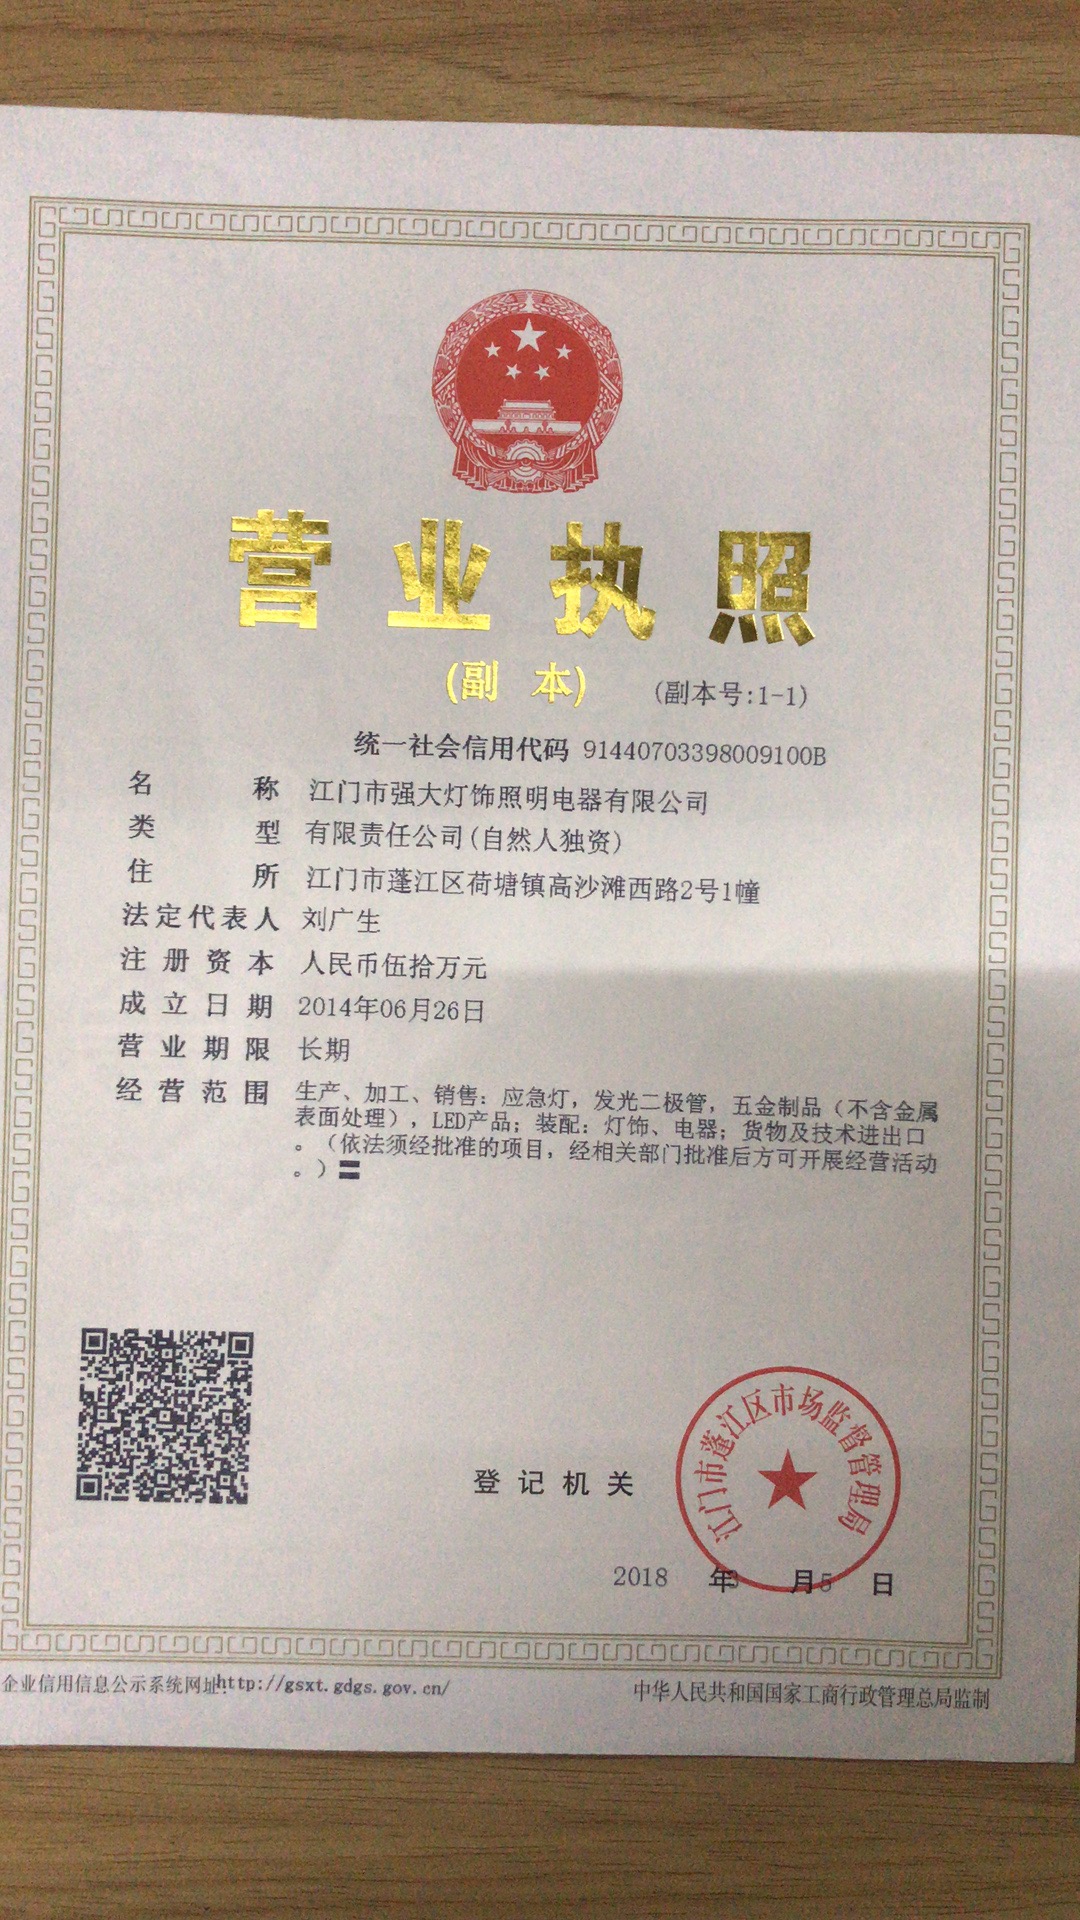 营业执照
(副 本) (副本号:1-1)
统一社会信用代码 91440703398009100B
名称 江门市强大灯饰照明电器有限公司
类型 有限责任公司(自然人独资)
住所 江门市蓬江区荷塘镇高沙滩西路2号1幢
法定代表人 刘广生
注册资本 人民币伍拾万元
成立日期 2014年06月26日
营业期限 长期
经营范围 生产、加工、销售：应急灯，发光二极管，五金制品（不含金属
表面处理），LED产品；装配：灯饰、电器；货物及技术进出口
。（依法须经批准的项目，经相关部门批准后方可开展经营活动
。）〓
江门市蓬江区市场监督管理局
登记机关
2018 年3 月5 日
企业信用信息公示系统网址:http://gsxt.gdgs.gov.cn/
中华人民共和国国家工商行政管理总局监制